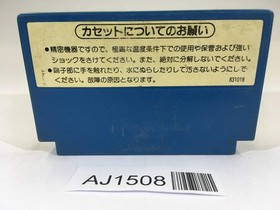 カセットについてのお願い
●精密機器ですので、極端な温度条件下での使用や保管および強い
ショックをさけてください。また、絶対に分解しないでください。
●端子部に手を触れたり、水にぬらしたりして汚さないようにしで
ください。故障の原因となります。
831018
AJ1508